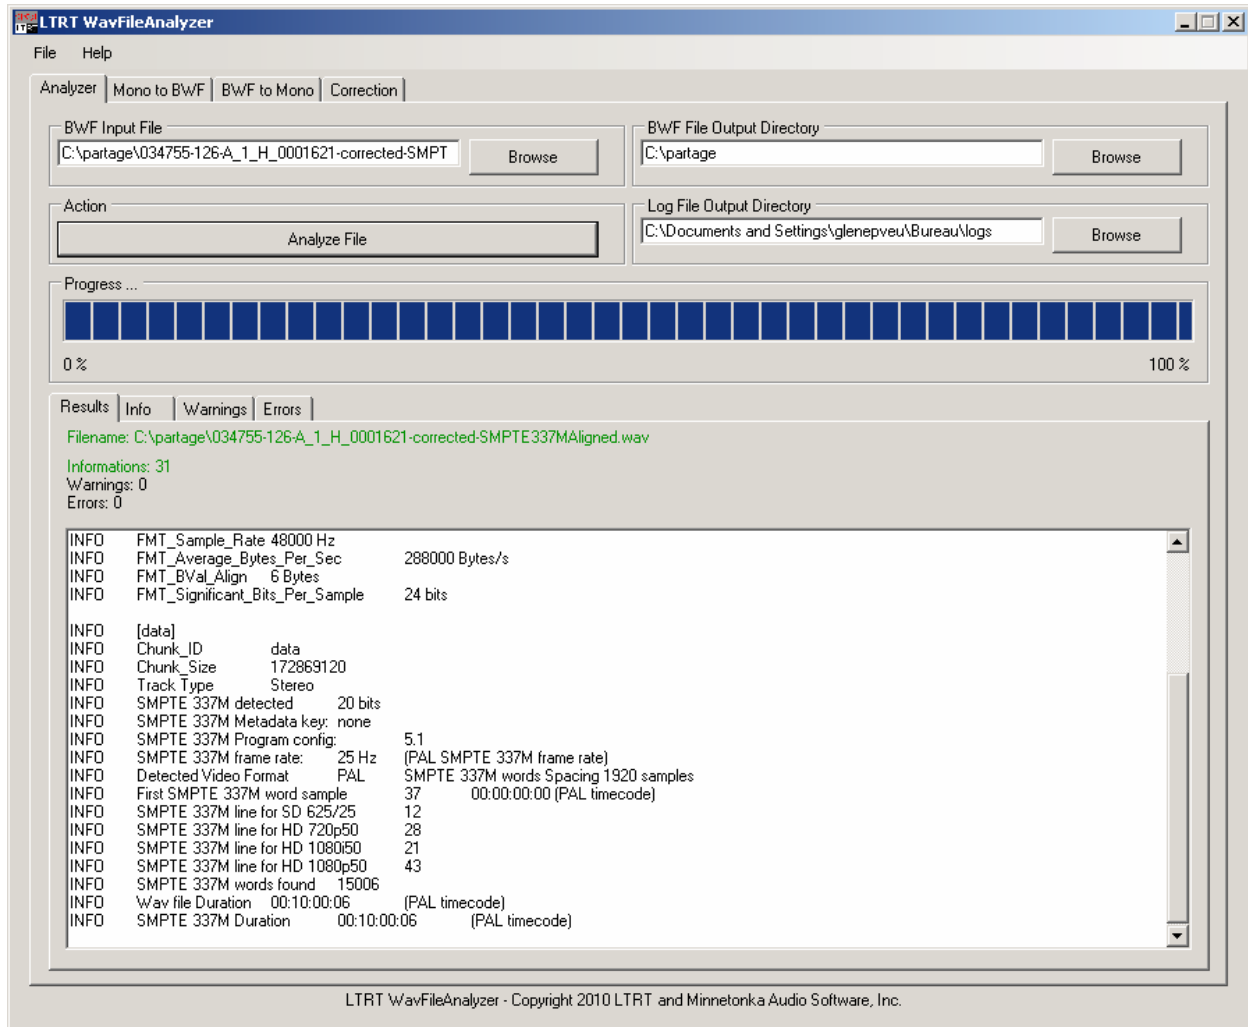 LTRT WavFileAnalyzer
File Help
Analyzer Mono to BWF BWF to Mono Correction
BWF Input File BWF File Output Directory
C:\partage\034755-126-A_1_H_0001621-corrected-SMPT Browse C:\partage Browse
Action Log File Output Directory
Analyze File C:\Documents and Settings\glenepveu\Bureau\logs Browse
Progress ...
0 % 100 %
Results Info Warnings Errors
Filename: C:\partage\034755-126-A_1_H_0001621-corrected-SMPTE337MAligned.wav
Informations: 31
Warnings: 0
Errors: 0
INFO FMT_Sample_Rate 48000 Hz
INFO FMT_Average_Bytes_Per_Sec 288000 Bytes/s
INFO FMT_BVal_Align 6 Bytes
INFO FMT_Significant_Bits_Per_Sample 24 bits
INFO [data]
INFO Chunk_ID data
INFO Chunk_Size 172869120
INFO Track Type Stereo
INFO SMPTE 337M detected 20 bits
INFO SMPTE 337M Metadata key: none
INFO SMPTE 337M Program config: 5.1
INFO SMPTE 337M frame rate: 25 Hz (PAL SMPTE 337M frame rate)
INFO Detected Video Format PAL SMPTE 337M words Spacing 1920 samples
INFO First SMPTE 337M word sample 37 00:00:00:00 (PAL timecode)
INFO SMPTE 337M line for SD 625/25 12
INFO SMPTE 337M line for HD 720p50 28
INFO SMPTE 337M line for HD 1080i50 21
INFO SMPTE 337M line for HD 1080p50 43
INFO SMPTE 337M words found 15006
INFO Wav file Duration 00:10:00:06 (PAL timecode)
INFO SMPTE 337M Duration 00:10:00:06 (PAL timecode)
LTRT WavFileAnalyzer - Copyright 2010 LTRT and Minnetonka Audio Software, Inc.